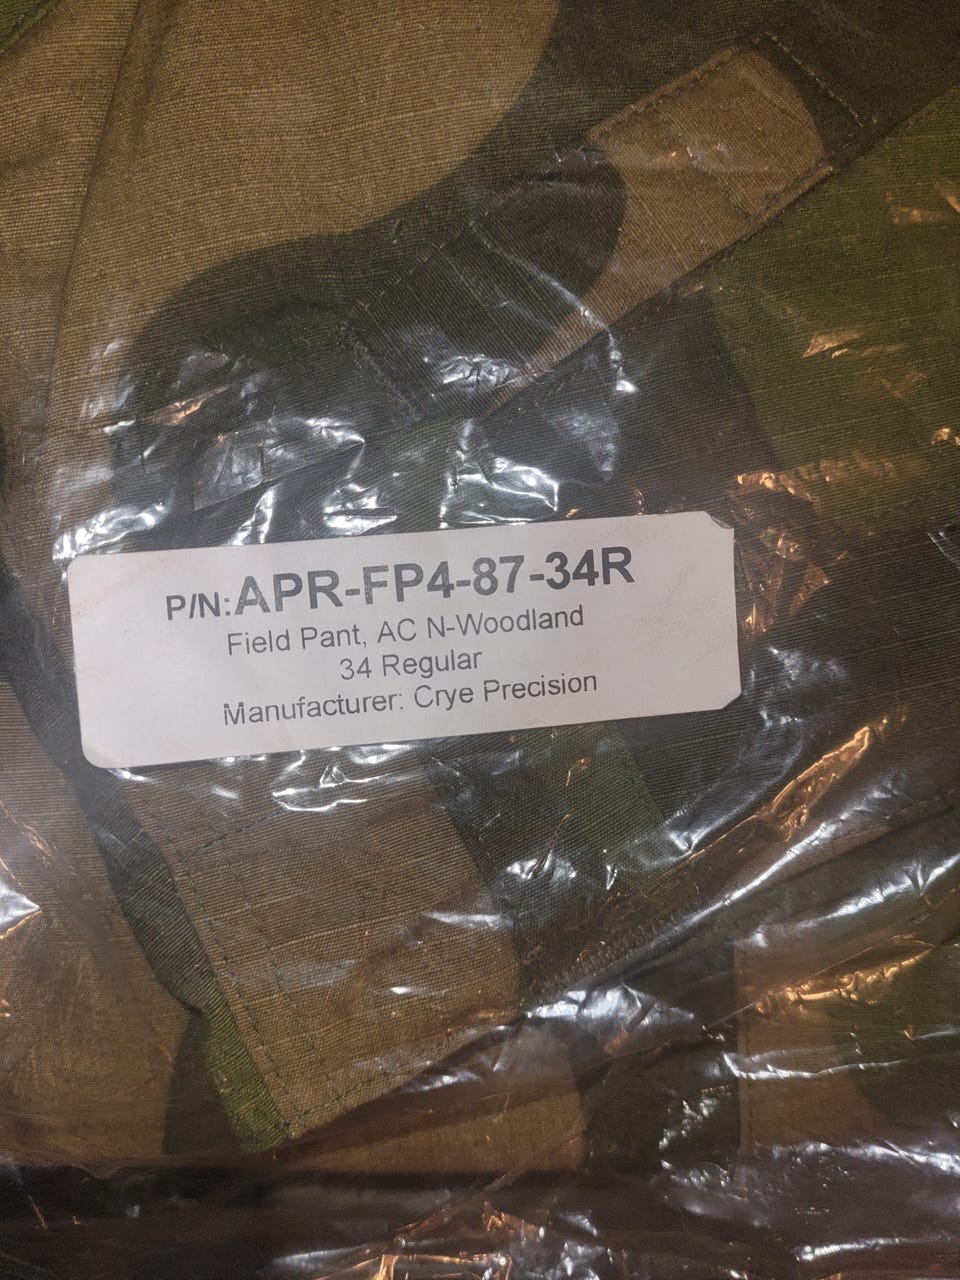 P/N:APR-FP4-87-34R
Field Pant, AC N-Woodland
34 Regular
Manufacturer: Crye Precision